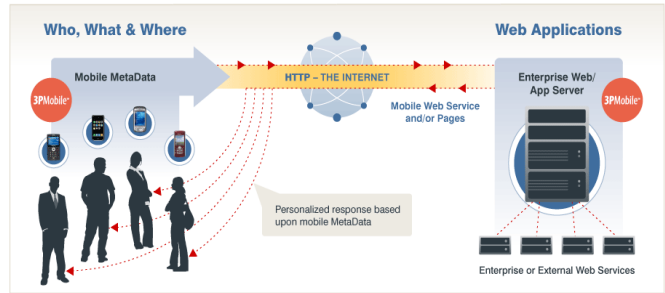 Who, What & Where
Web Applications
Mobile MetaData
3PMobile
HTTP – THE INTERNET
Enterprise Web/
App Server
3PMobile
Mobile Web Service
and/or Pages
Personalized response based
upon mobile MetaData
Enterprise or External Web Services